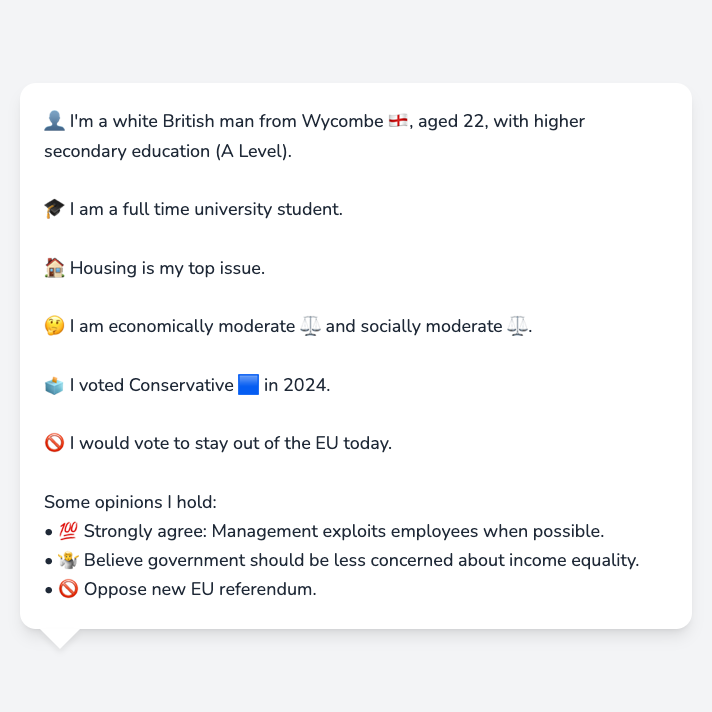 👤 I'm a white British man from Wycombe 🏴󠁧󠁢󠁥󠁮󠁧󠁿, aged 22, with higher
secondary education (A Level).
🎓 I am a full time university student.
🏠 Housing is my top issue.
🤔 I am economically moderate ⚖️ and socially moderate ⚖️.
🗳️ I voted Conservative 🟦 in 2024.
🚫 I would vote to stay out of the EU today.
Some opinions I hold:
• 💯 Strongly agree: Management exploits employees when possible.
• 🤷 Believe government should be less concerned about income equality.
• 🚫 Oppose new EU referendum.